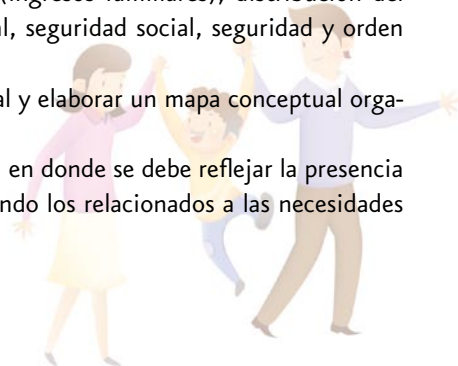 (ingresos familiares), distribución del
al, seguridad social, seguridad y orden
al y elaborar un mapa conceptual orga-
en donde se debe reflejar la presencia
ndo los relacionados a las necesidades